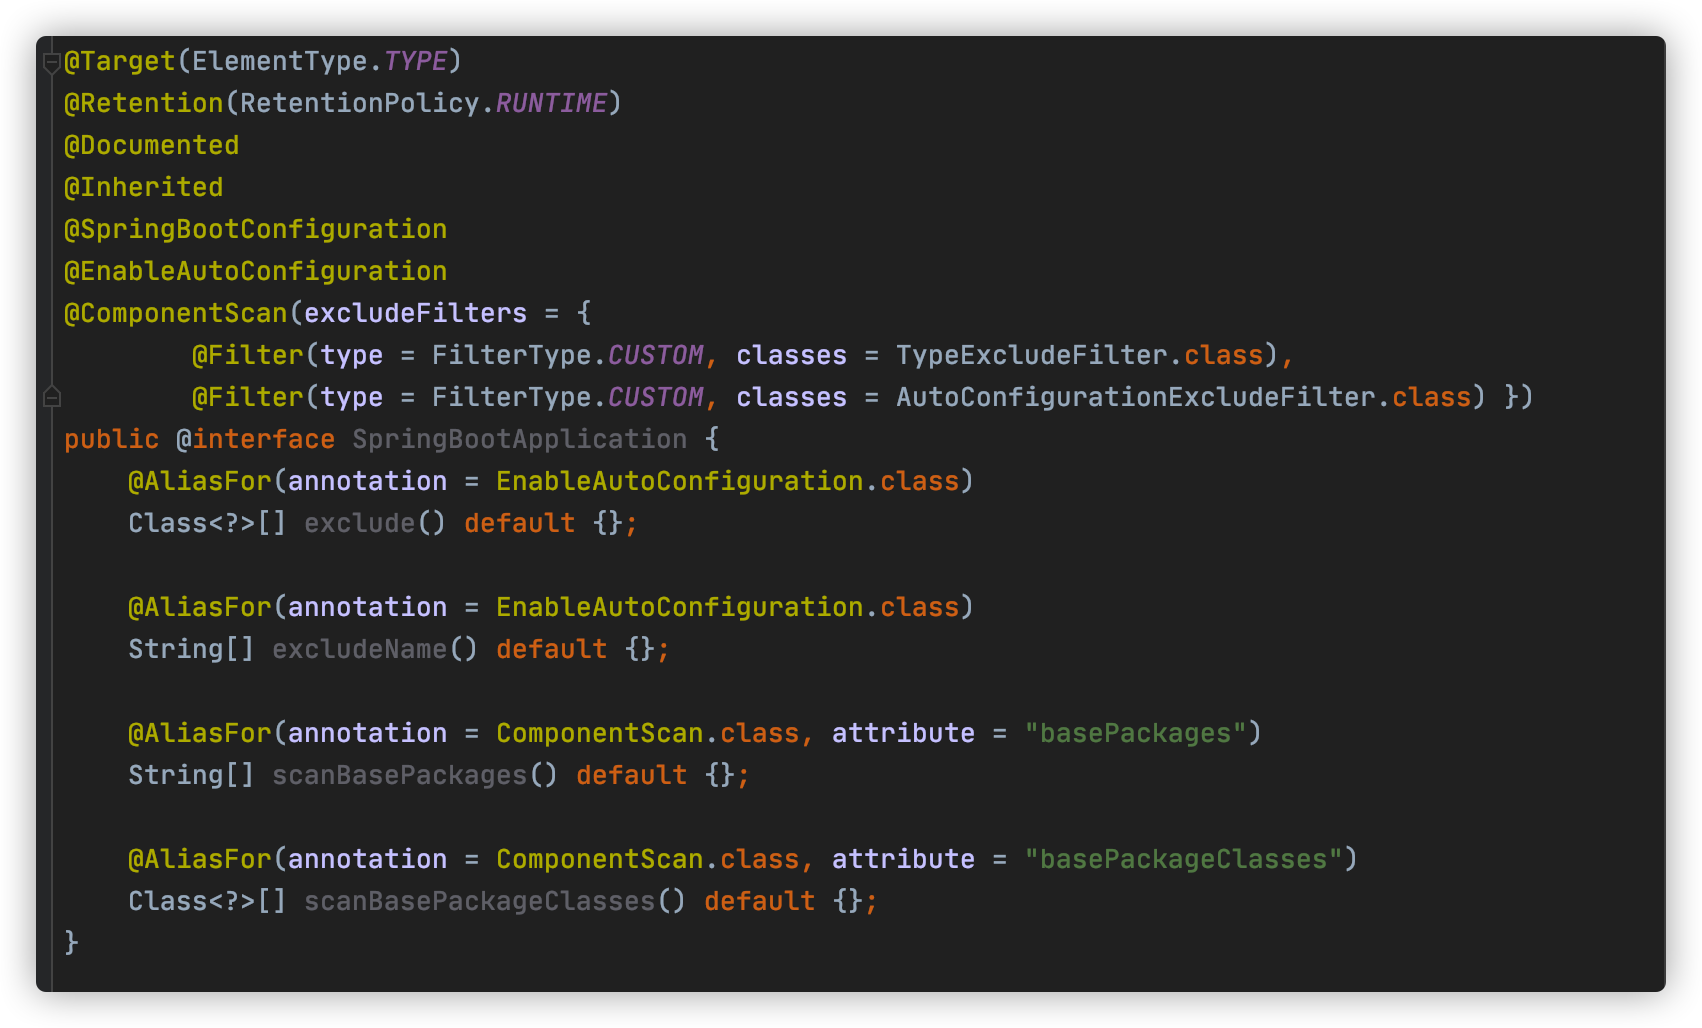 @Target(ElementType.TYPE)
@Retention(RetentionPolicy.RUNTIME)
@Documented
@Inherited
@SpringBootConfiguration
@EnableAutoConfiguration
@ComponentScan(excludeFilters = {
        @Filter(type = FilterType.CUSTOM, classes = TypeExcludeFilter.class),
        @Filter(type = FilterType.CUSTOM, classes = AutoConfigurationExcludeFilter.class) })
public @interface SpringBootApplication {
    @AliasFor(annotation = EnableAutoConfiguration.class)
    Class<?>[] exclude() default {};

    @AliasFor(annotation = EnableAutoConfiguration.class)
    String[] excludeName() default {};

    @AliasFor(annotation = ComponentScan.class, attribute = "basePackages")
    String[] scanBasePackages() default {};

    @AliasFor(annotation = ComponentScan.class, attribute = "basePackageClasses")
    Class<?>[] scanBasePackageClasses() default {};
}